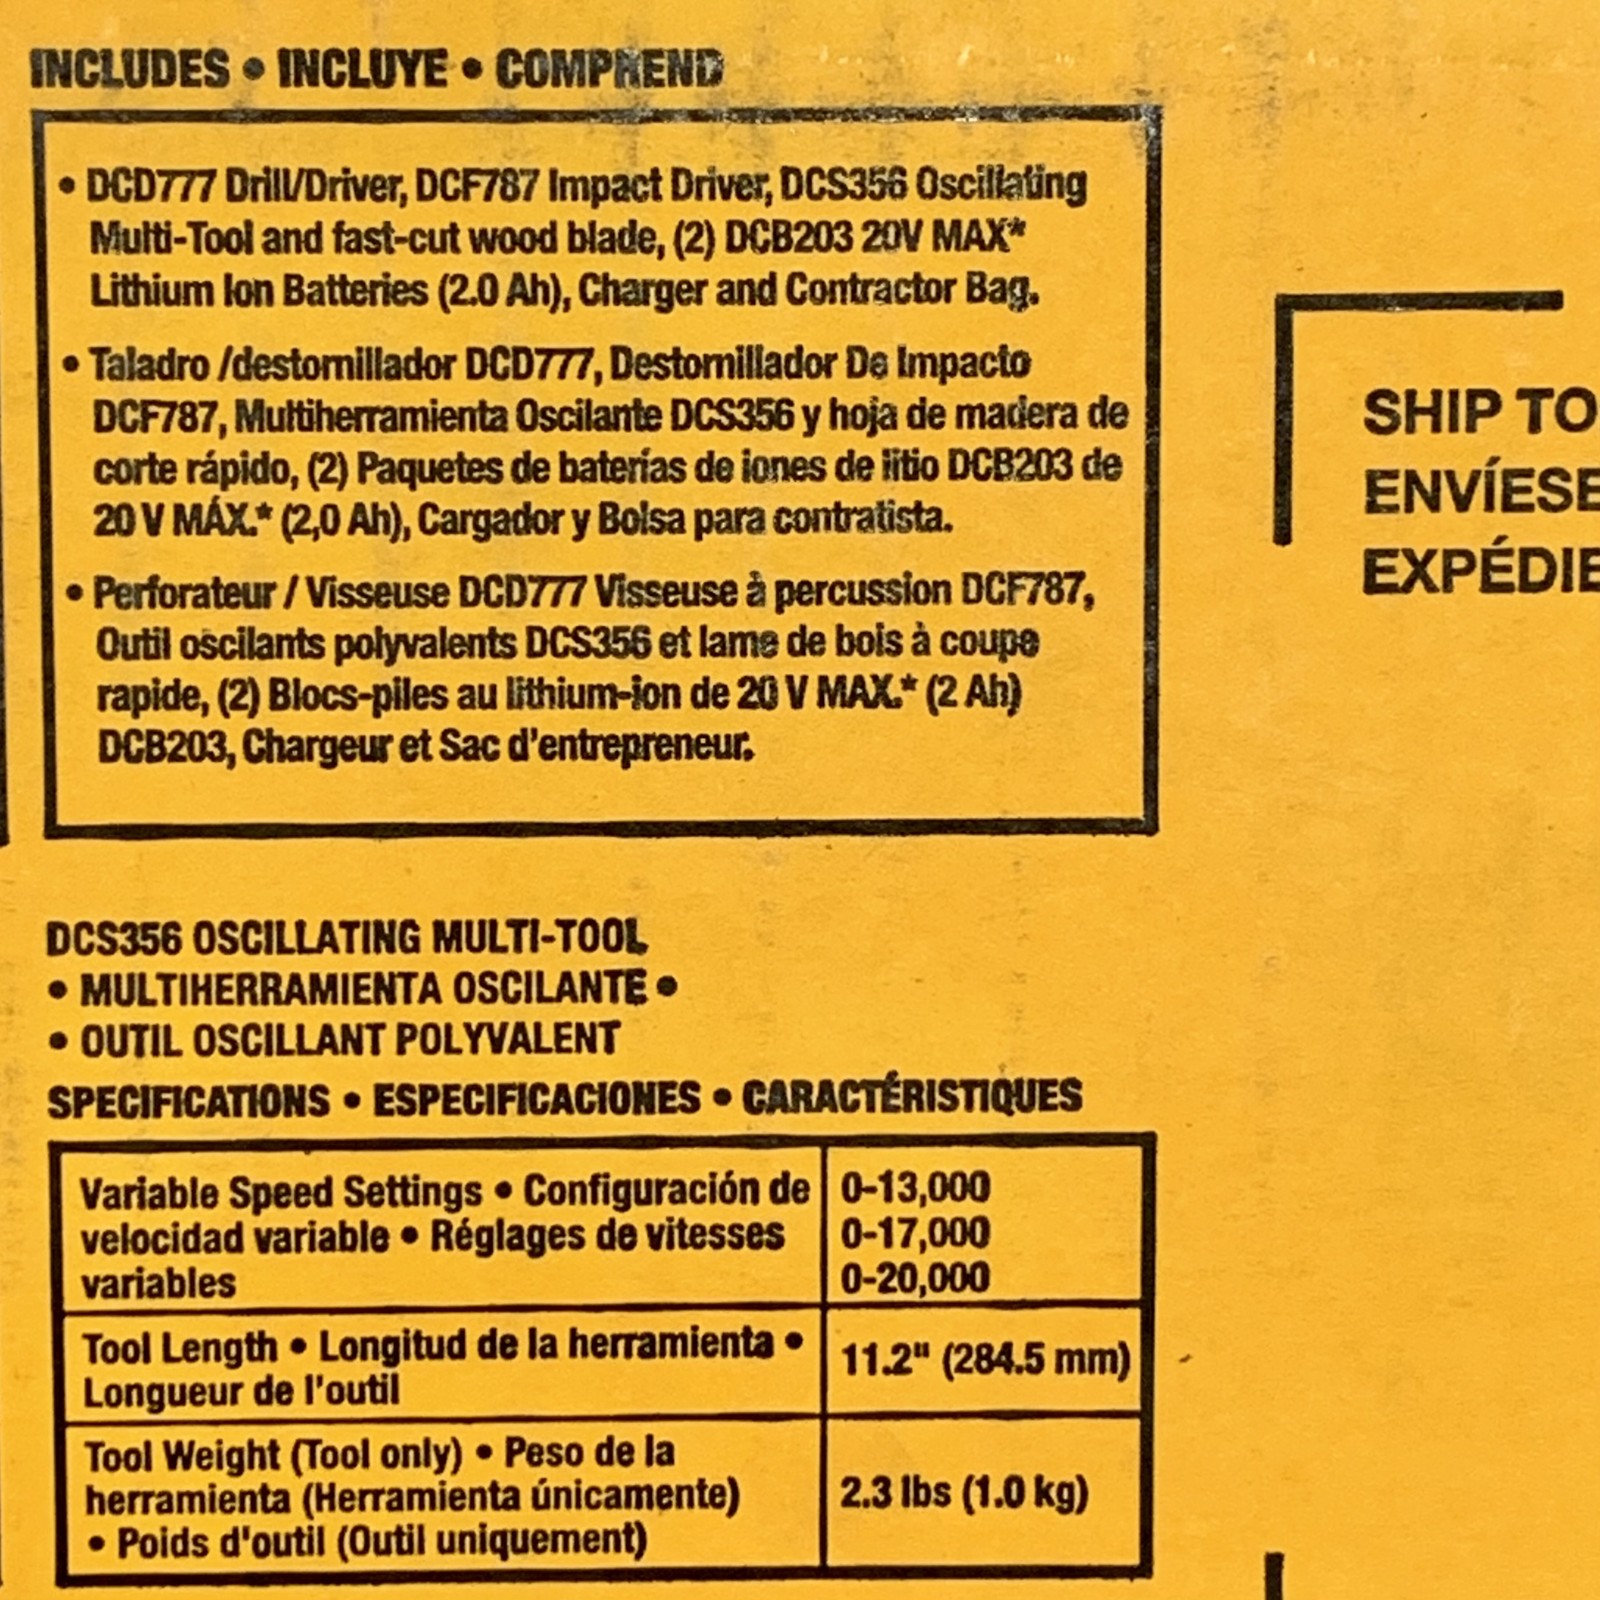 INCLUDES • INCLUYE • COMPREND
• DCD777 Drill/Driver, DCF787 Impact Driver, DCS356 Oscillating
Multi-Tool and fast-cut wood blade, (2) DCB203 20V MAX*
Lithium Ion Batteries (2.0 Ah), Charger and Contractor Bag.
• Taladro /destornillador DCD777, Destornillador De Impacto
DCF787, Multiherramienta Oscilante DCS356 y hoja de madera de
corte rápido, (2) Paquetes de baterías de iones de litio DCB203 de
20 V MÁX.* (2,0 Ah), Cargador y Bolsa para contratista.
• Perforateur / Visseuse DCD777 Visseuse à percussion DCF787,
Outil oscilants polyvalents DCS356 et lame de bois à coupe
rapide, (2) Blocs-piles au lithium-ion de 20 V MAX.* (2 Ah)
DCB203, Chargeur et Sac d'entrepreneur.
SHIP TO
ENVÍESE
EXPÉDIE
DCS356 OSCILLATING MULTI-TOOL
• MULTIHERRAMIENTA OSCILANTE •
• OUTIL OSCILLANT POLYVALENT
SPECIFICATIONS • ESPECIFICACIONES • CARACTÉRISTIQUES
Variable Speed Settings • Configuración de
velocidad variable • Réglages de vitesses
variables
0-13,000
0-17,000
0-20,000
Tool Length • Longitud de la herramienta •
Longueur de l'outil
11.2" (284.5 mm)
Tool Weight (Tool only) • Peso de la
herramienta (Herramienta únicamente)
• Poids d'outil (Outil uniquement)
2.3 lbs (1.0 kg)